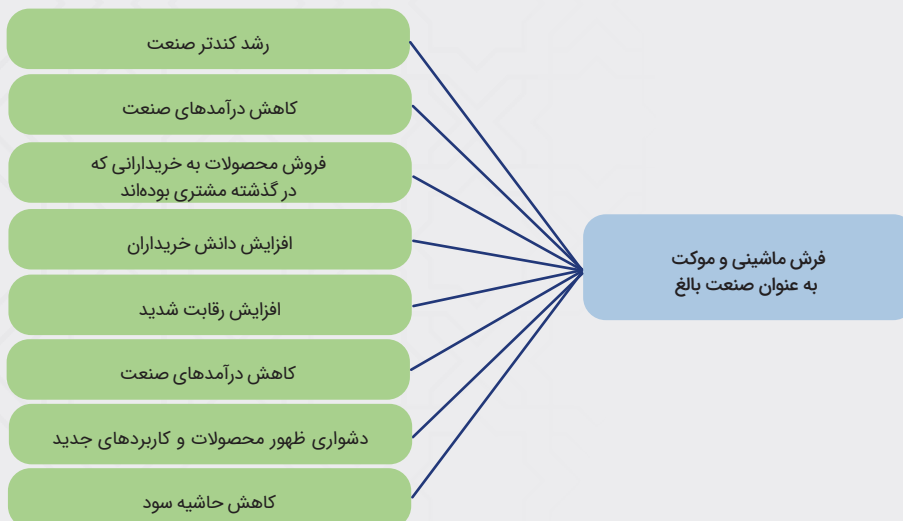 فرش ماشینی و موکت
به عنوان صنعت بالغ
رشد کندتر صنعت
کاهش درآمدهای صنعت
فروش محصولات به خریدارانی که
در گذشته مشتری بوده‌اند
افزایش دانش خریداران
افزایش رقابت شدید
کاهش درآمدهای صنعت
دشواری ظهور محصولات و کاربردهای جدید
کاهش حاشیه سود